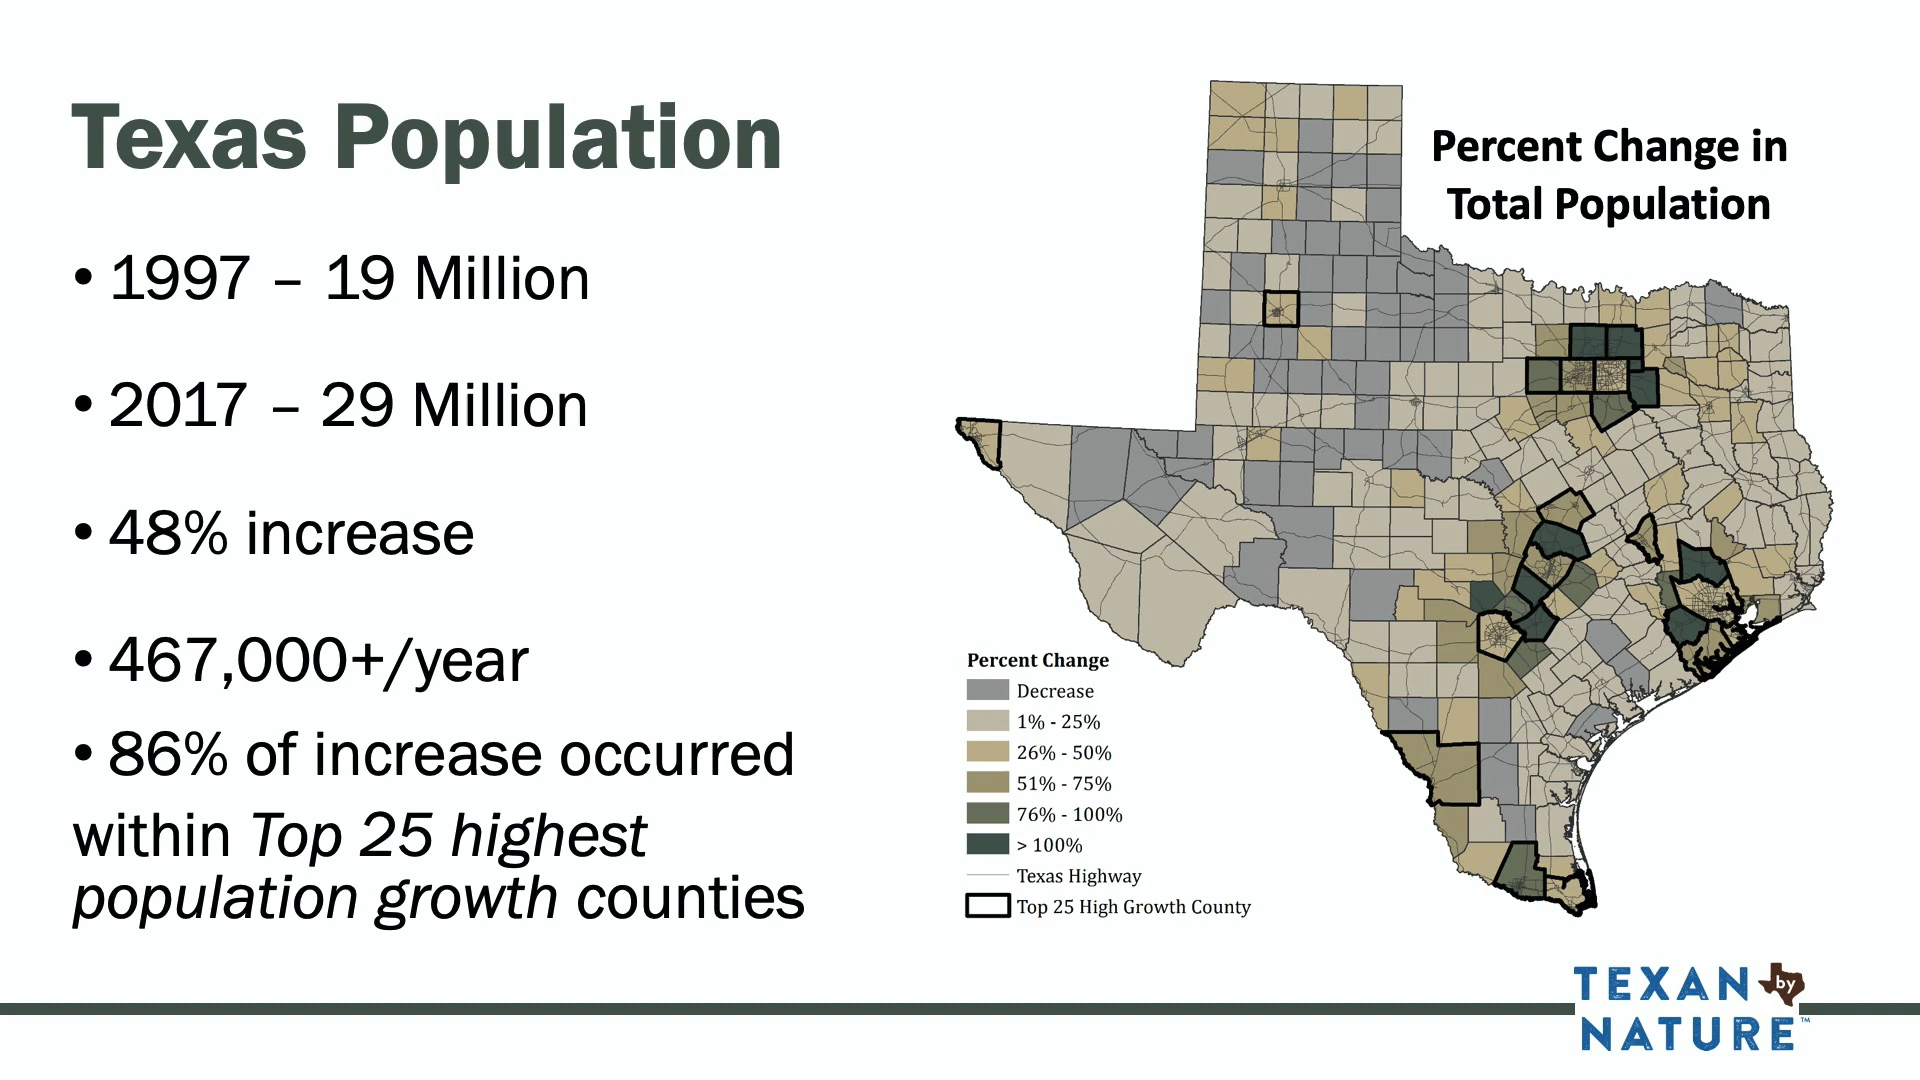 Texas Population
• 1997 – 19 Million
• 2017 – 29 Million
• 48% increase
• 467,000+/year
• 86% of increase occurred
within Top 25 highest
population growth counties
Percent Change in
Total Population
Percent Change
Decrease
1% - 25%
26% - 50%
51% - 75%
76% - 100%
> 100%
Texas Highway
Top 25 High Growth County
TEXAN by
NATURE™